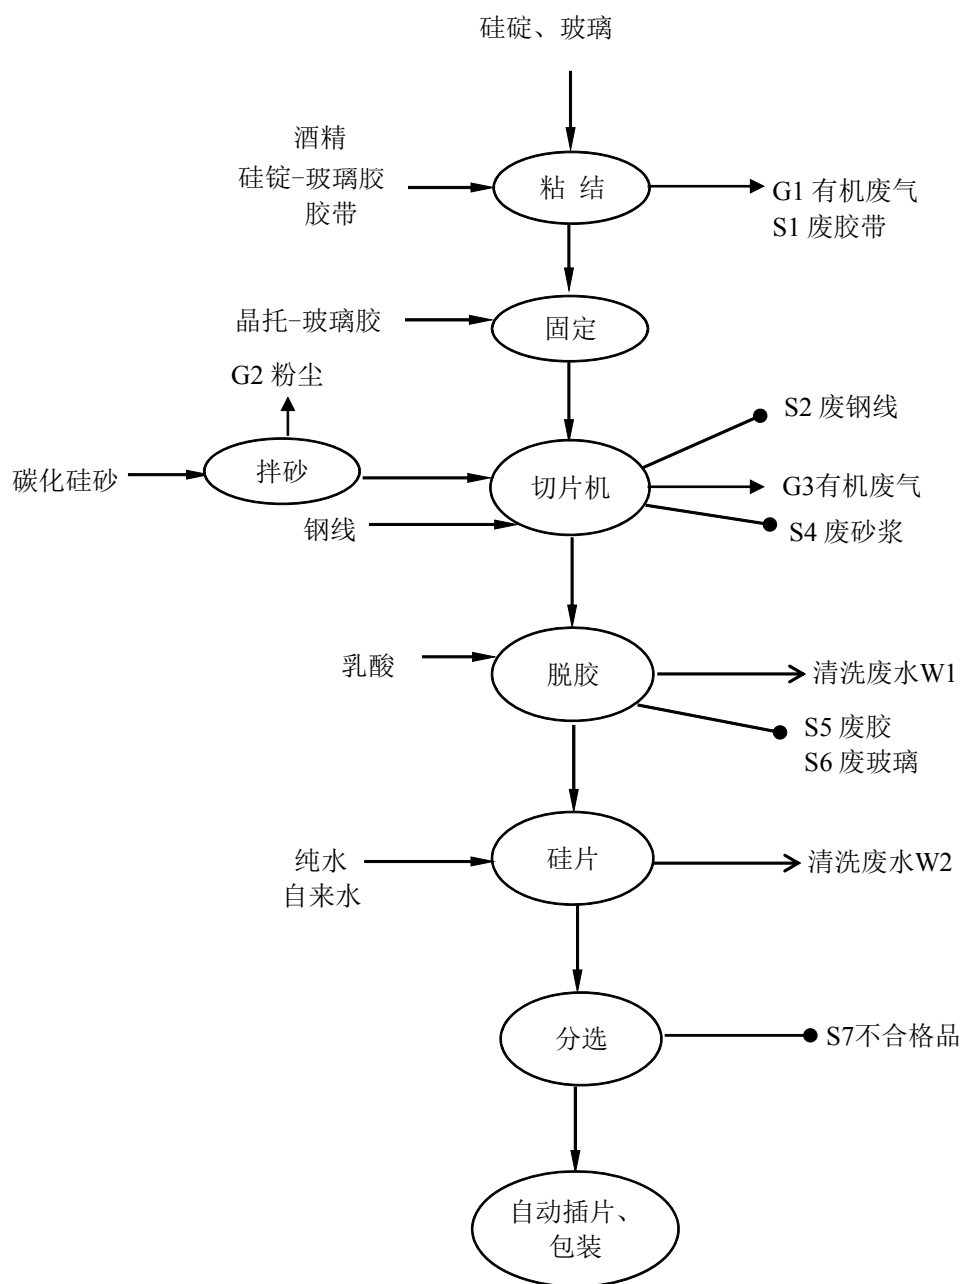 硅碇、玻璃
酒精
硅锭-玻璃胶
胶带
粘 结
G1 有机废气
S1 废胶带
晶托-玻璃胶
固定
G2 粉尘
碳化硅砂
拌砂
钢线
切片机
S2 废钢线
G3有机废气
S4 废砂浆
乳酸
脱胶
清洗废水W1
S5 废胶
S6 废玻璃
纯水
自来水
硅片
清洗废水W2
分选
S7不合格品
自动插片、
包装